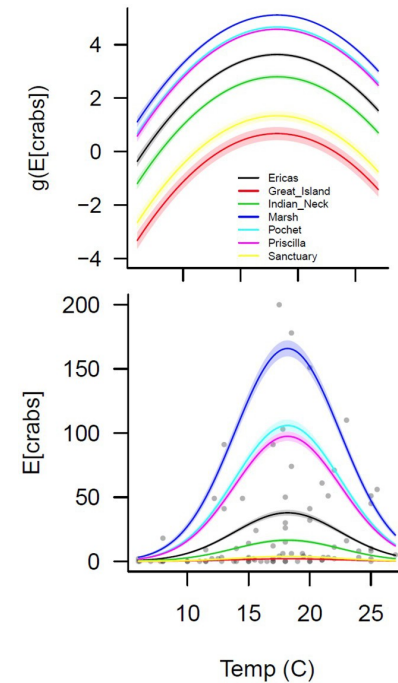 g(E[crabs])
4
2
0
−2
−4
Ericas
Great_Island
Indian_Neck
Marsh
Pochet
Priscilla
Sanctuary
E[crabs]
200
150
100
50
0
10 15 20 25
Temp (C)